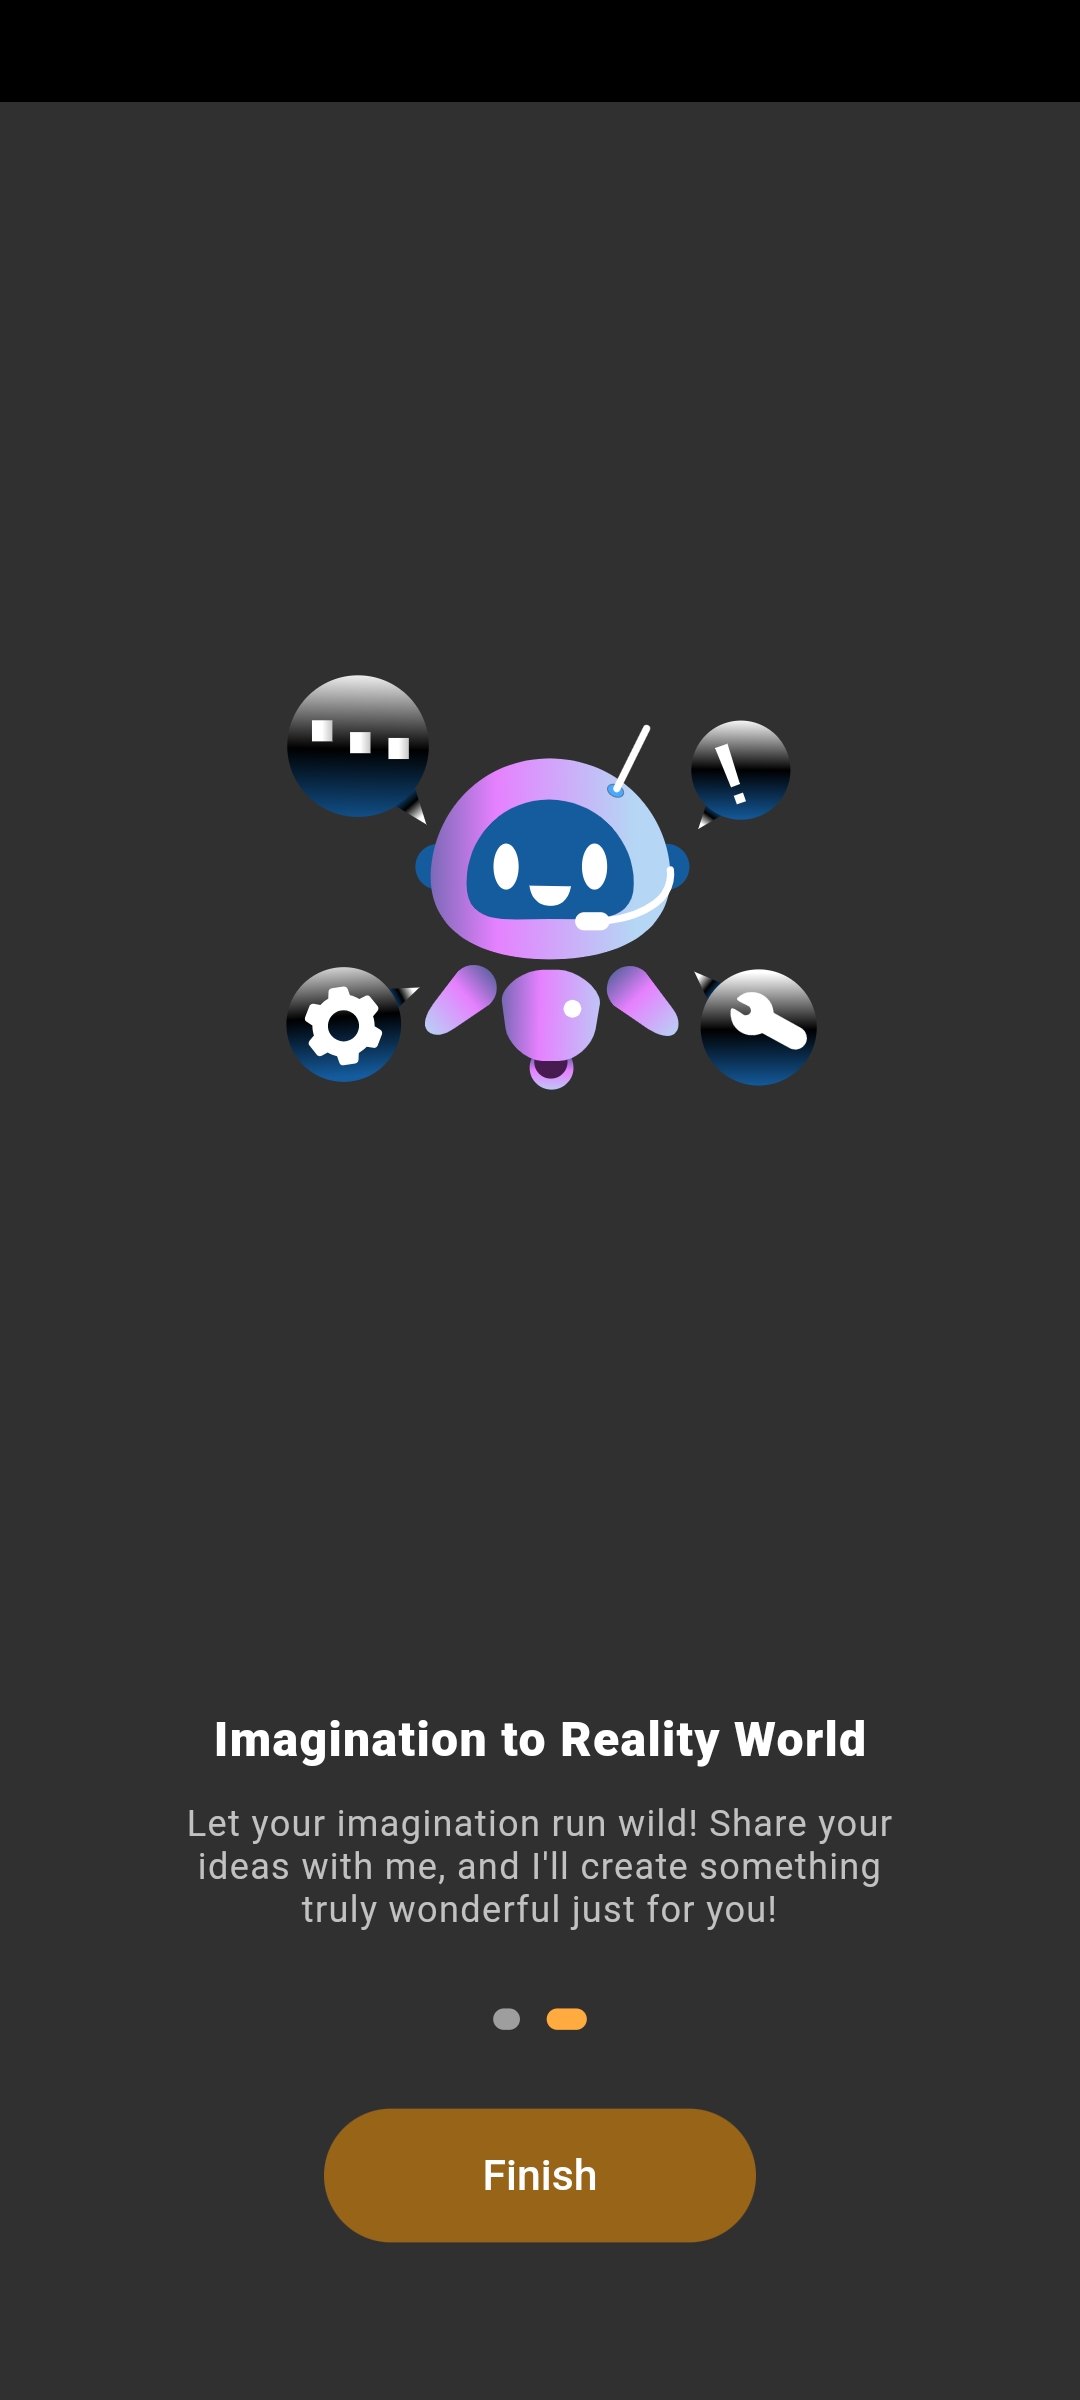 Imagination to Reality World
Let your imagination run wild! Share your
ideas with me, and I'll create something
truly wonderful just for you!
Finish